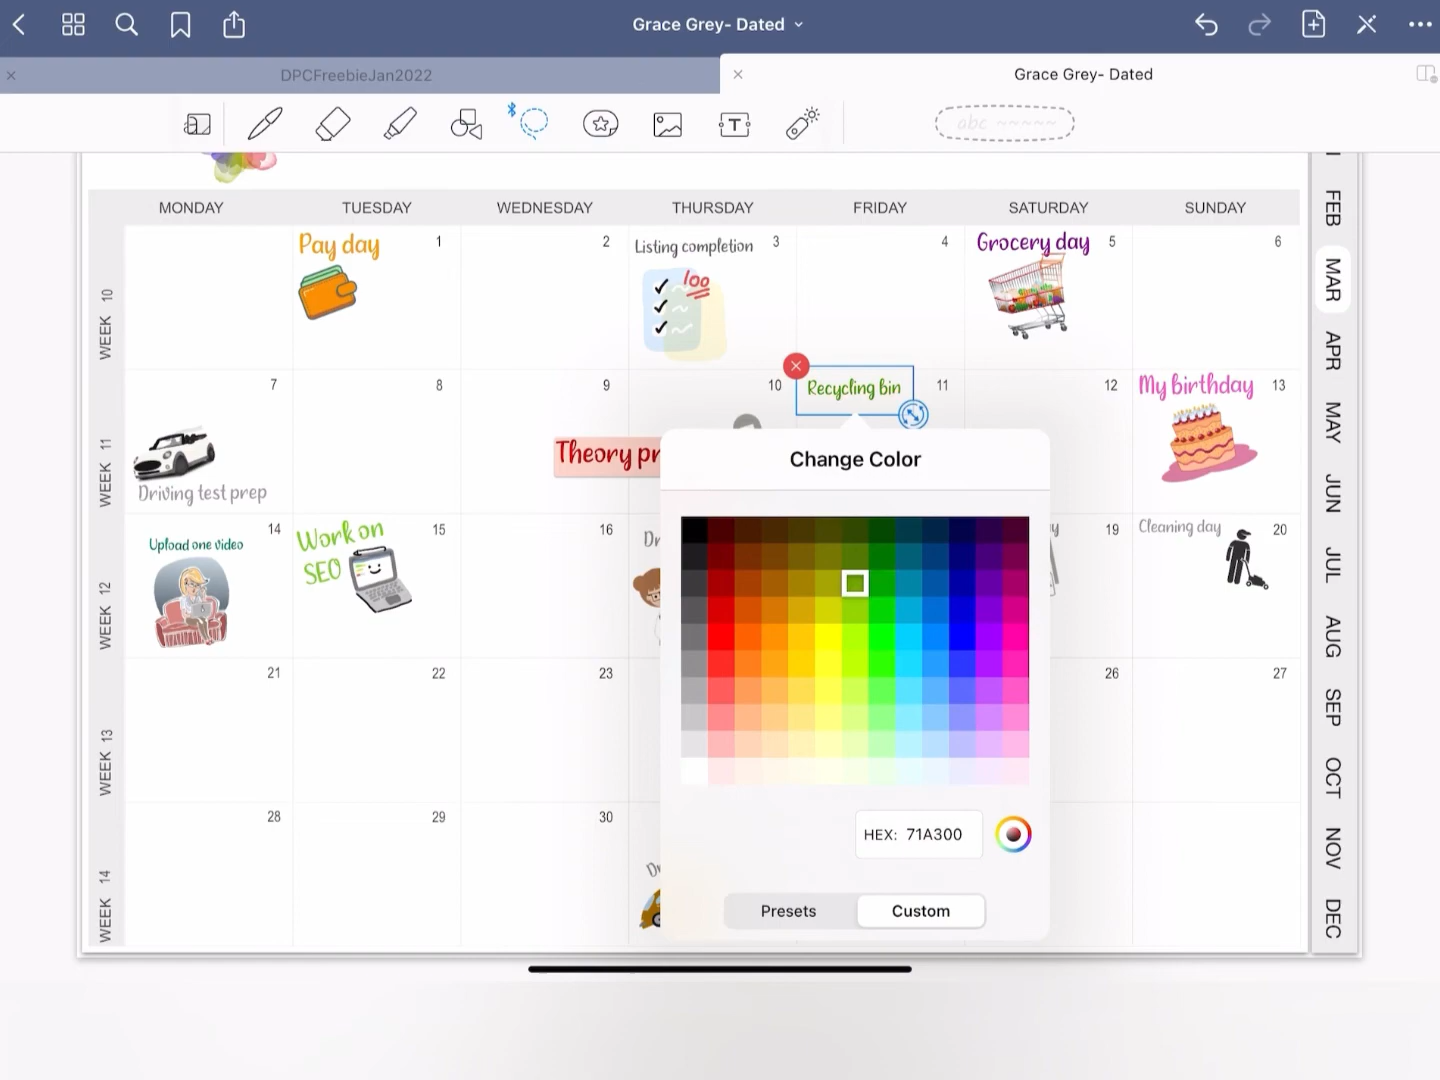 Grace Grey- Dated
DPCFreebieJan2022
Grace Grey- Dated
T
abc
FEB
MAR
APR
MAY
JUN
JUL
AUG
SEP
OCT
NOV
DEC
MONDAY TUESDAY WEDNESDAY THURSDAY FRIDAY SATURDAY SUNDAY
WEEK 10
Pay day 1
2
Listing completion 3
100
4
Grocery day 5
6
WEEK 11
7
Driving test prep
8
9
Theory pr
10
Recycling bin 11
12
My birthday 13
WEEK 12
14
Upload one video
Work on 15
SEO
16
Dr
19
Cleaning day 20
WEEK 13
21
22
23
26
27
WEEK 14
28
29
30
Change Color
HEX: 71A300
Presets Custom